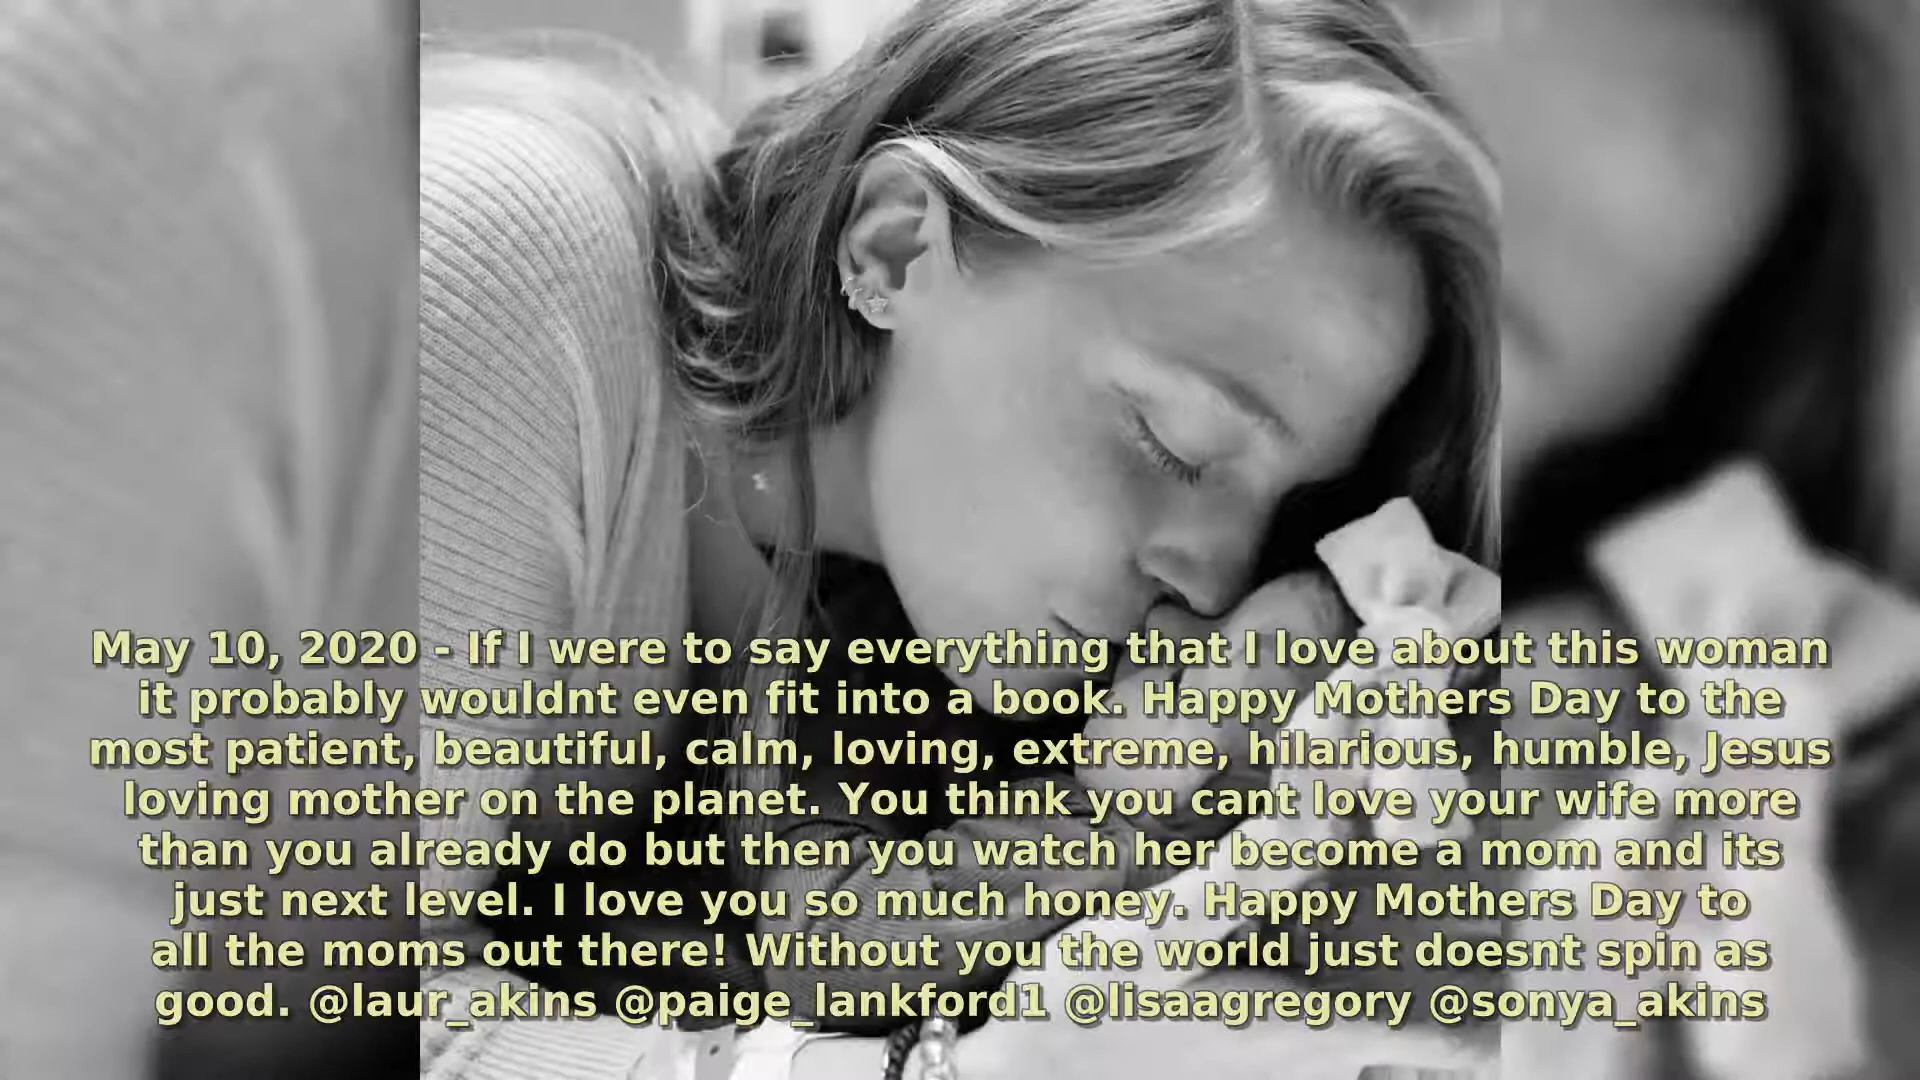 May 10, 2020 - If I were to say everything that I love about this woman
it probably wouldnt even fit into a book. Happy Mothers Day to the
most patient, beautiful, calm, loving, extreme, hilarious, humble, Jesus
loving mother on the planet. You think you cant love your wife more
than you already do but then you watch her become a mom and its
just next level. I love you so much honey. Happy Mothers Day to
all the moms out there! Without you the world just doesnt spin as
good. @laur_akins @paige_lankford1 @lisaagregory @sonya_akins